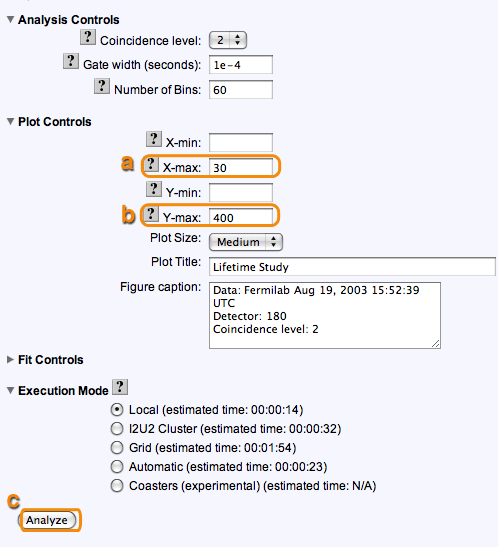 ▼ Analysis Controls
? Coincidence level: 2
? Gate width (seconds): 1e-4
? Number of Bins: 60
▼ Plot Controls
? X-min:
a ? X-max: 30
? Y-min:
b ? Y-max: 400
Plot Size: Medium
Plot Title: Lifetime Study
Figure caption: Data: Fermilab Aug 19, 2003 15:52:39
UTC
Detector: 180
Coincidence level: 2
▶ Fit Controls
▼ Execution Mode ?
Local (estimated time: 00:00:14)
I2U2 Cluster (estimated time: 00:00:32)
Grid (estimated time: 00:01:54)
Automatic (estimated time: 00:00:23)
Coasters (experimental) (estimated time: N/A)
c
Analyze